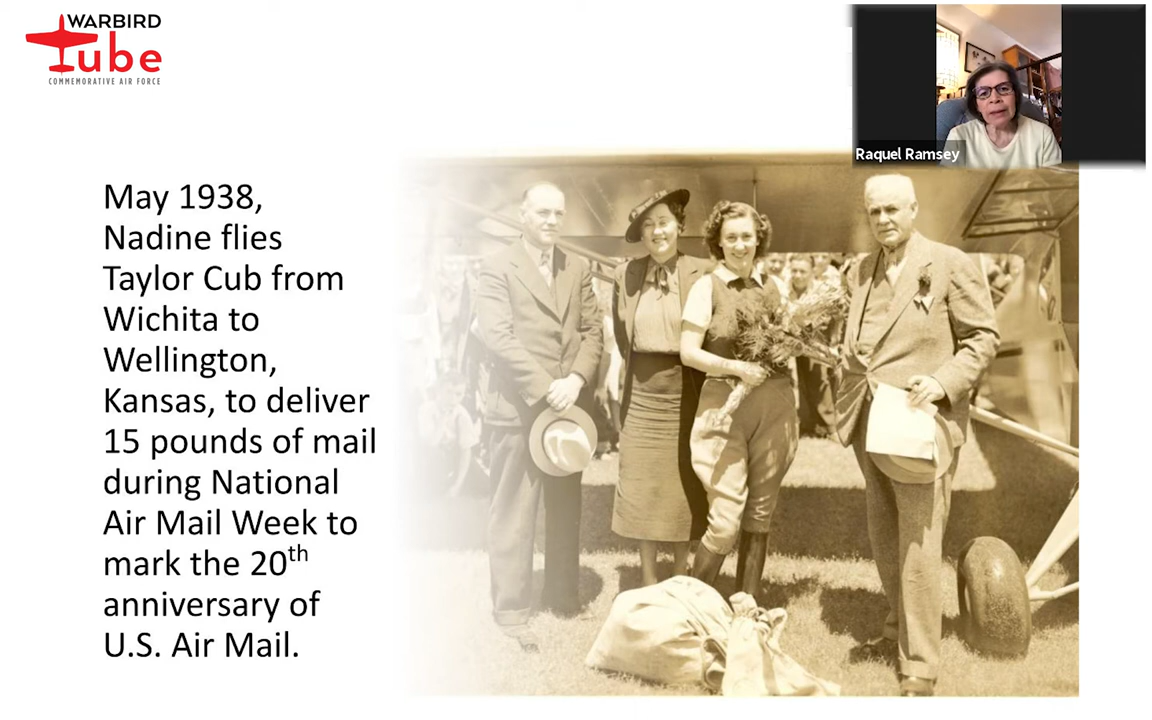 WARBIRD
Tube
COMMEMORATIVE AIR FORCE
Raquel Ramsey
May 1938,
Nadine flies
Taylor Cub from
Wichita to
Wellington,
Kansas, to deliver
15 pounds of mail
during National
Air Mail Week to
mark the 20th
anniversary of
U.S. Air Mail.